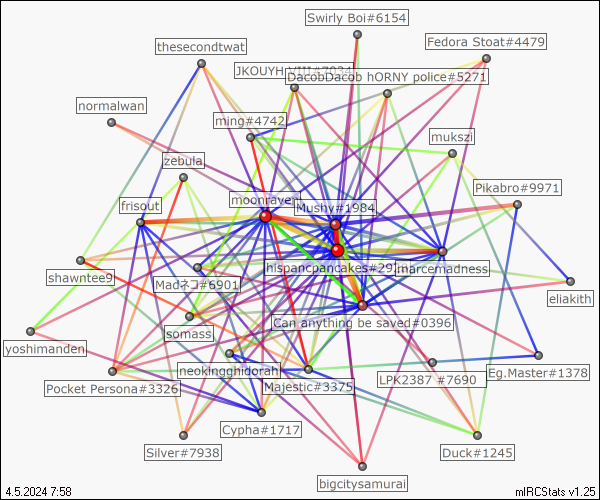 Swirly Boi#6154
Fedora Stoat#4479
thesecondtwat
DacobDacob hORNY police#5271
normalwan
ming#4742
mukszi
zebula
Pikabro#9971
moonraven
Mushy#1984
frisout
shawntee9
hispancpancakes#29
marcemadness
Madネコ#6901
eliakith
Can anything be saved#0396
somass
yoshimanden
neokingghidorah
Eg.Master#1378
LPK2387 #7690
Majestic#3375
Pocket Persona#3326
Cypha#1717
Silver#7938
Duck#1245
bigcitysamurai
4.5.2024 7:58
mIRCStats v1.25